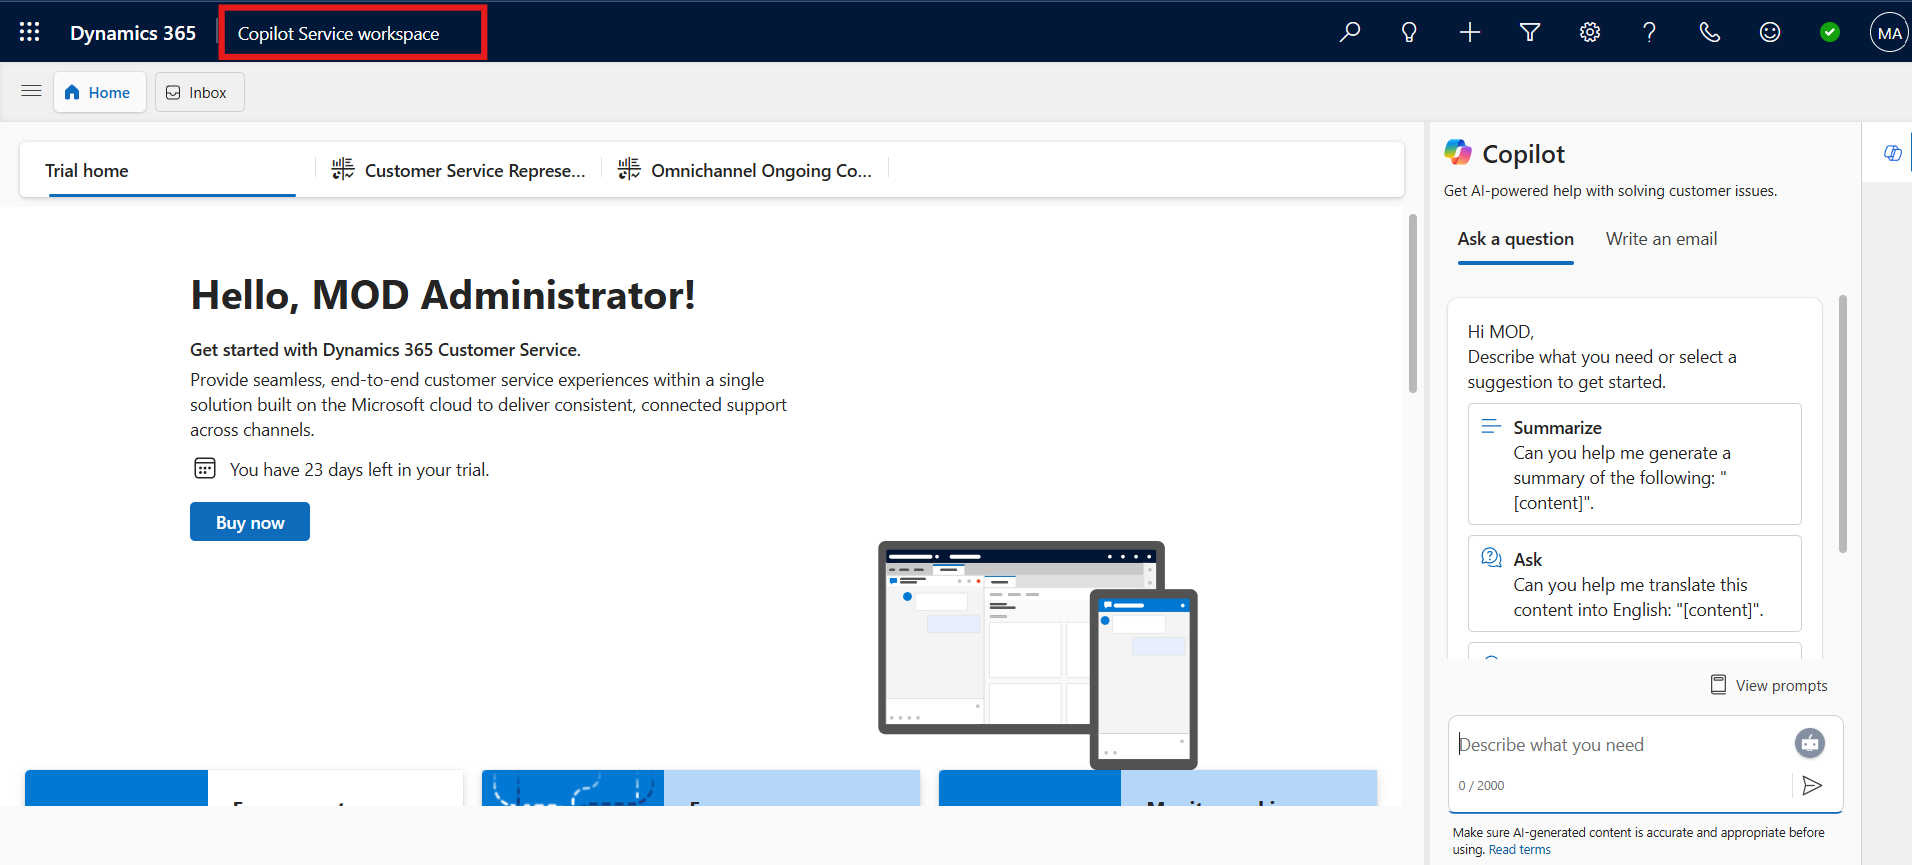 Dynamics 365
Copilot Service workspace
MA
Home
Inbox
Trial home
Customer Service Represe...
Omnichannel Ongoing Co...
Hello, MOD Administrator!
Get started with Dynamics 365 Customer Service.
Provide seamless, end-to-end customer service experiences within a single
solution built on the Microsoft cloud to deliver consistent, connected support
across channels.
You have 23 days left in your trial.
Buy now
Copilot
Get AI-powered help with solving customer issues.
Ask a question
Write an email
Hi MOD,
Describe what you need or select a
suggestion to get started.
Summarize
Can you help me generate a
summary of the following: "
[content]".
Ask
Can you help me translate this
content into English: "[content]".
View prompts
Describe what you need
0 / 2000
Make sure AI-generated content is accurate and appropriate before
using. Read terms